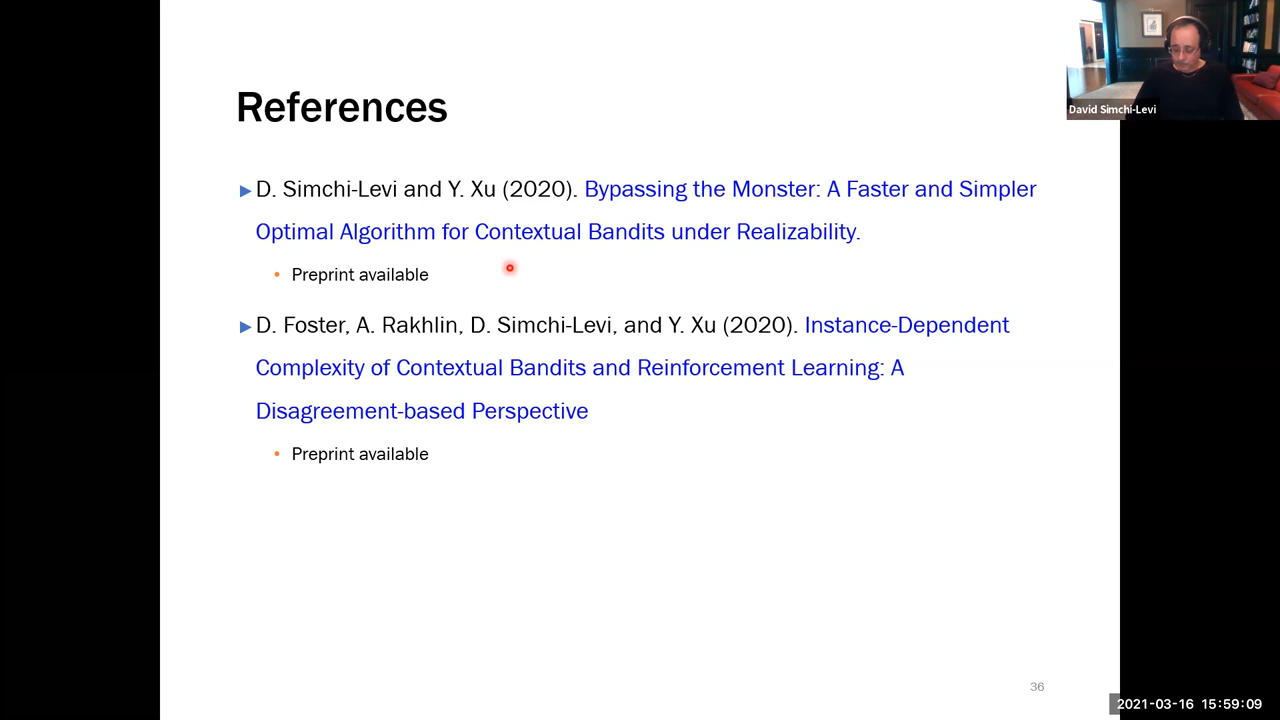 References
D. Simchi-Levi and Y. Xu (2020). Bypassing the Monster: A Faster and Simpler
Optimal Algorithm for Contextual Bandits under Realizability.
Preprint available
D. Foster, A. Rakhlin, D. Simchi-Levi, and Y. Xu (2020). Instance-Dependent
Complexity of Contextual Bandits and Reinforcement Learning: A
Disagreement-based Perspective
Preprint available
36
David Simchi-Levi
2021-03-16 15:59:09